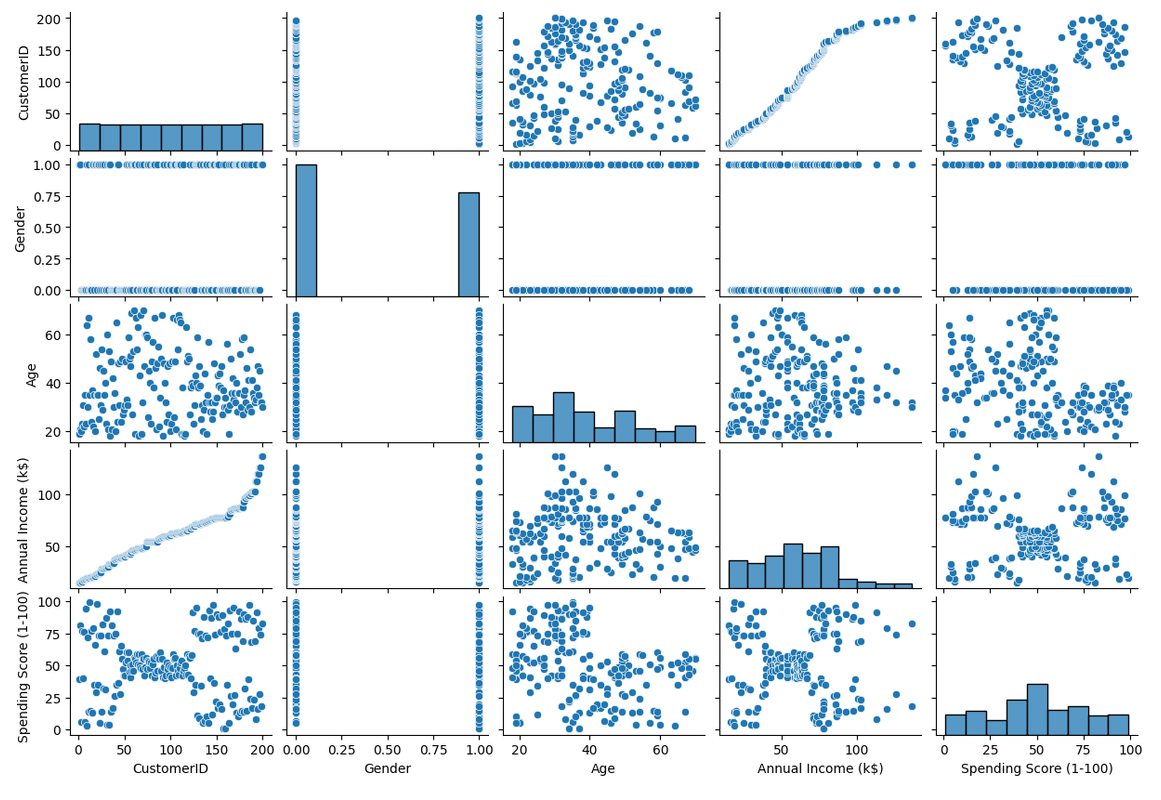 200
150
100
50
0
CustomerID
1.00
0.75
0.50
0.25
0.00
Gender
60
40
20
Age
100
50
Annual Income (k$)
100
75
50
25
0
Spending Score (1-100)
0 50 100 150 200
CustomerID
0.00 0.25 0.50 0.75 1.00
Gender
20 40 60
Age
50 100
Annual Income (k$)
0 25 50 75 100
Spending Score (1-100)